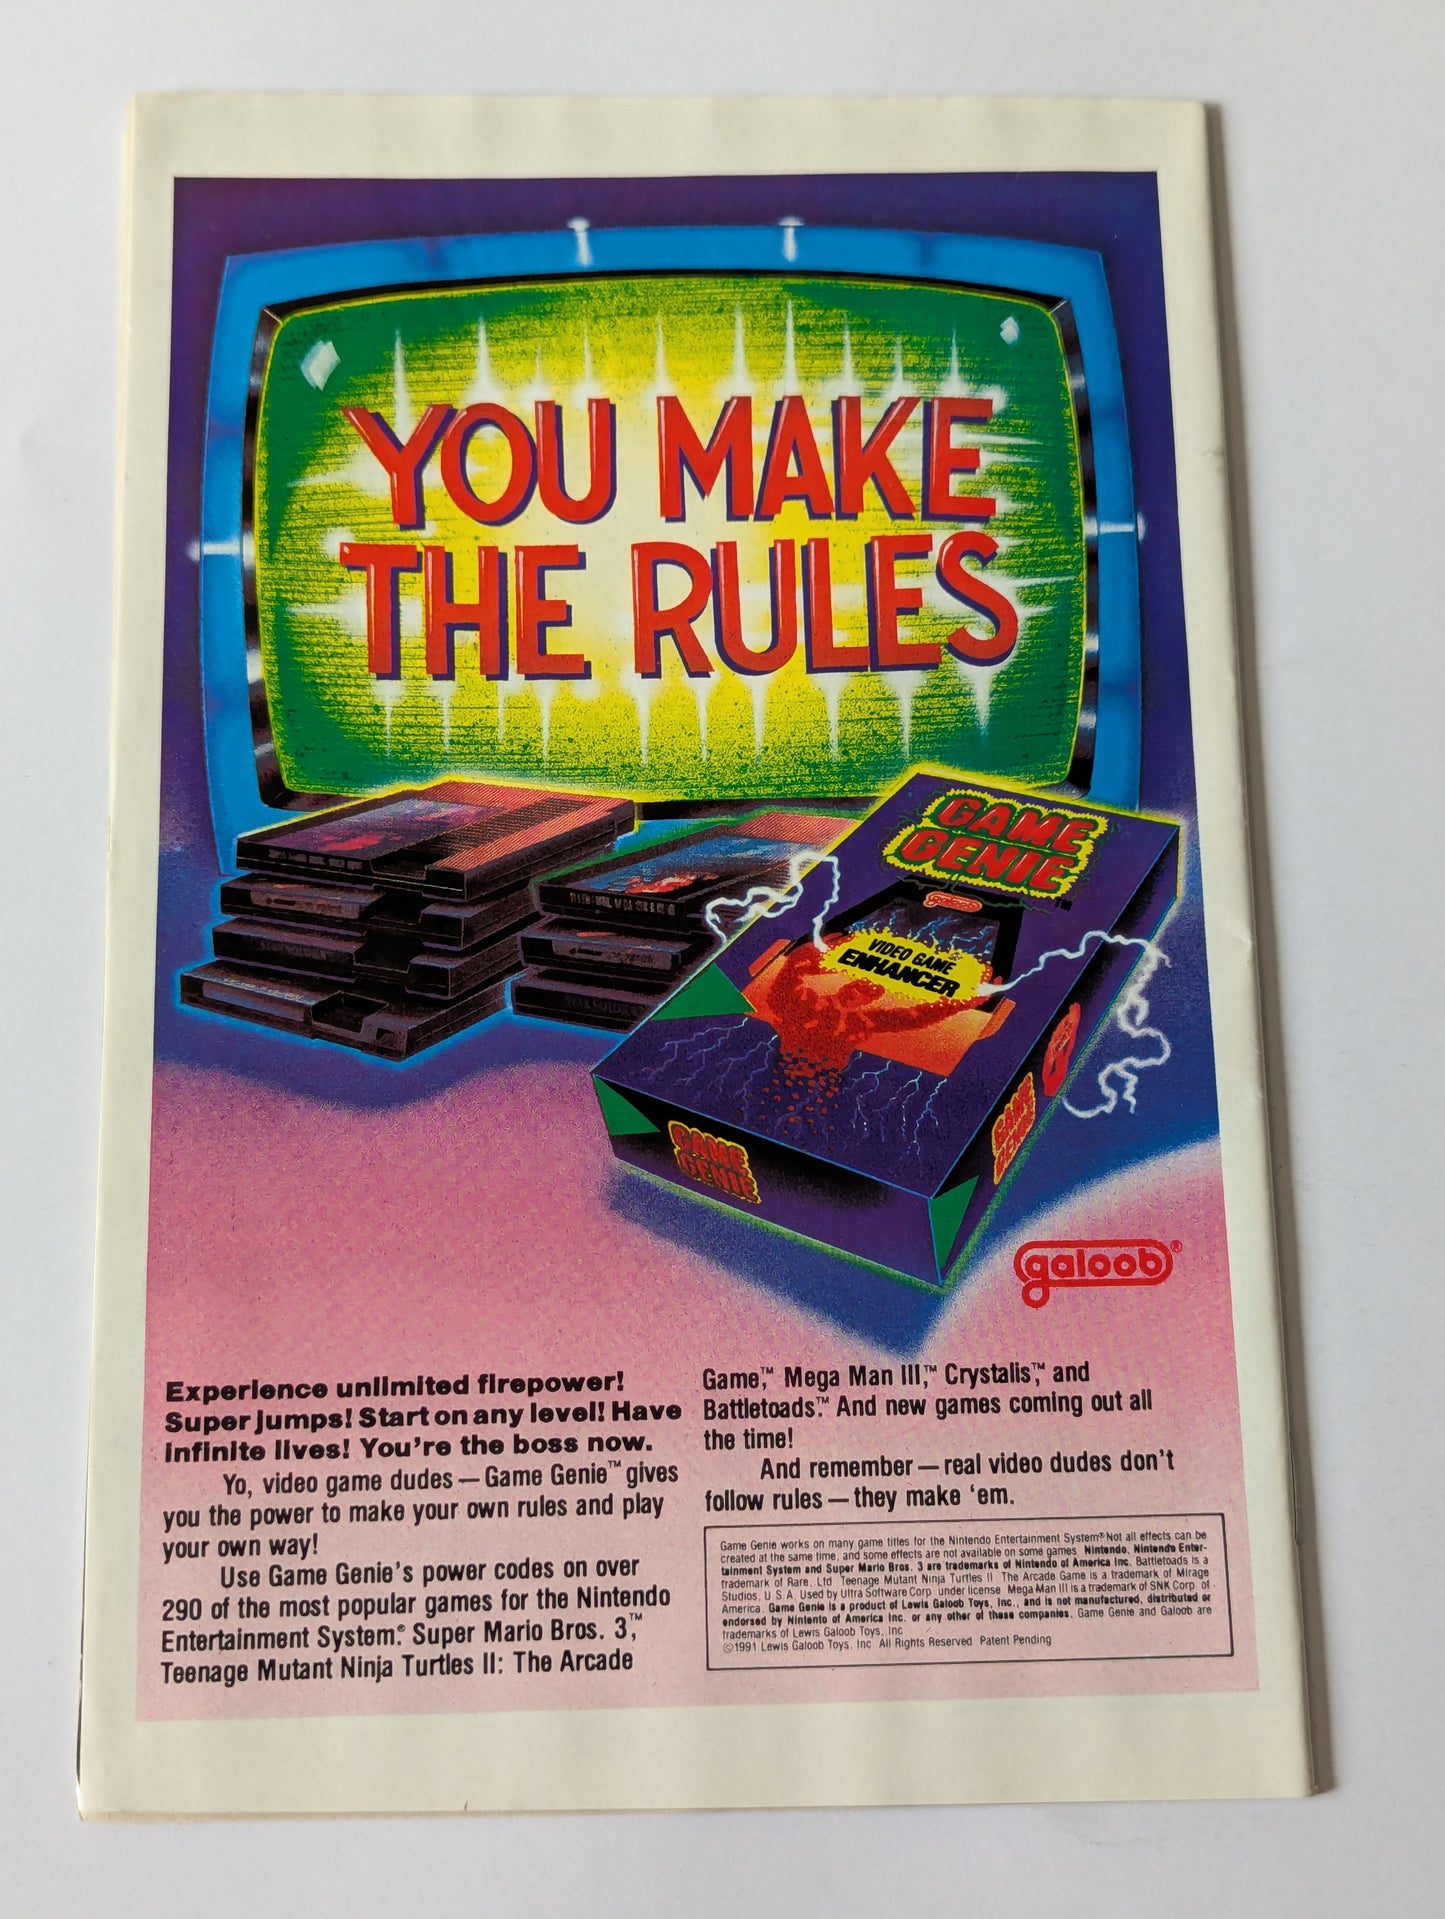 YOU MAKE
THE RULES
GAME
GENIE
galoob
VIDEO GAME
ENHANCER
GAME
GENIE
GAME
GENIE
galoob®
Experience unlimited firepower!
Super jumps! Start on any level! Have
infinite lives! You're the boss now.
Yo, video game dudes — Game Genie™ gives
you the power to make your own rules and play
your own way!
Use Game Genie's power codes on over
290 of the most popular games for the Nintendo
Entertainment System.® Super Mario Bros. 3,™
Teenage Mutant Ninja Turtles II: The Arcade
Game,™ Mega Man III,™ Crystalis,™ and
Battletoads.™ And new games coming out all
the time!
And remember — real video dudes don't
follow rules — they make 'em.
Game Genie works on many game titles for the Nintendo Entertainment System® Not all effects can be
created at the same time, and some effects are not available on some games. Nintendo, Nintendo Enter-
tainment System and Super Mario Bros. 3 are trademarks of Nintendo of America Inc. Battletoads is a
trademark of Rare, Ltd Teenage Mutant Ninja Turtles II The Arcade Game is a trademark of Mirage
Studios, U.S.A. Used by Ultra Software Corp. under license. Mega Man III is a trademark of SNK Corp. of
America. Game Genie is a product of Lewis Galoob Toys, Inc., and is not manufactured, distributed or
endorsed by Nintento of America Inc. or any other of these companies. Game Genie and Galoob are
trademarks of Lewis Galoob Toys, Inc
©1991 Lewis Galoob Toys, Inc All Rights Reserved Patent Pending